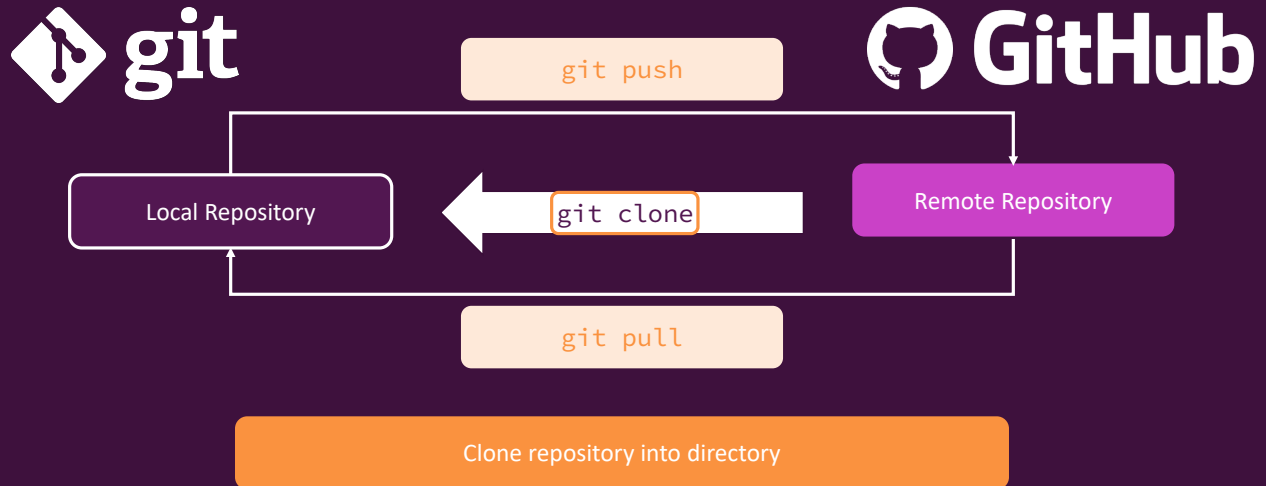 git
GitHub
git push
Local Repository
git clone
Remote Repository
git pull
Clone repository into directory